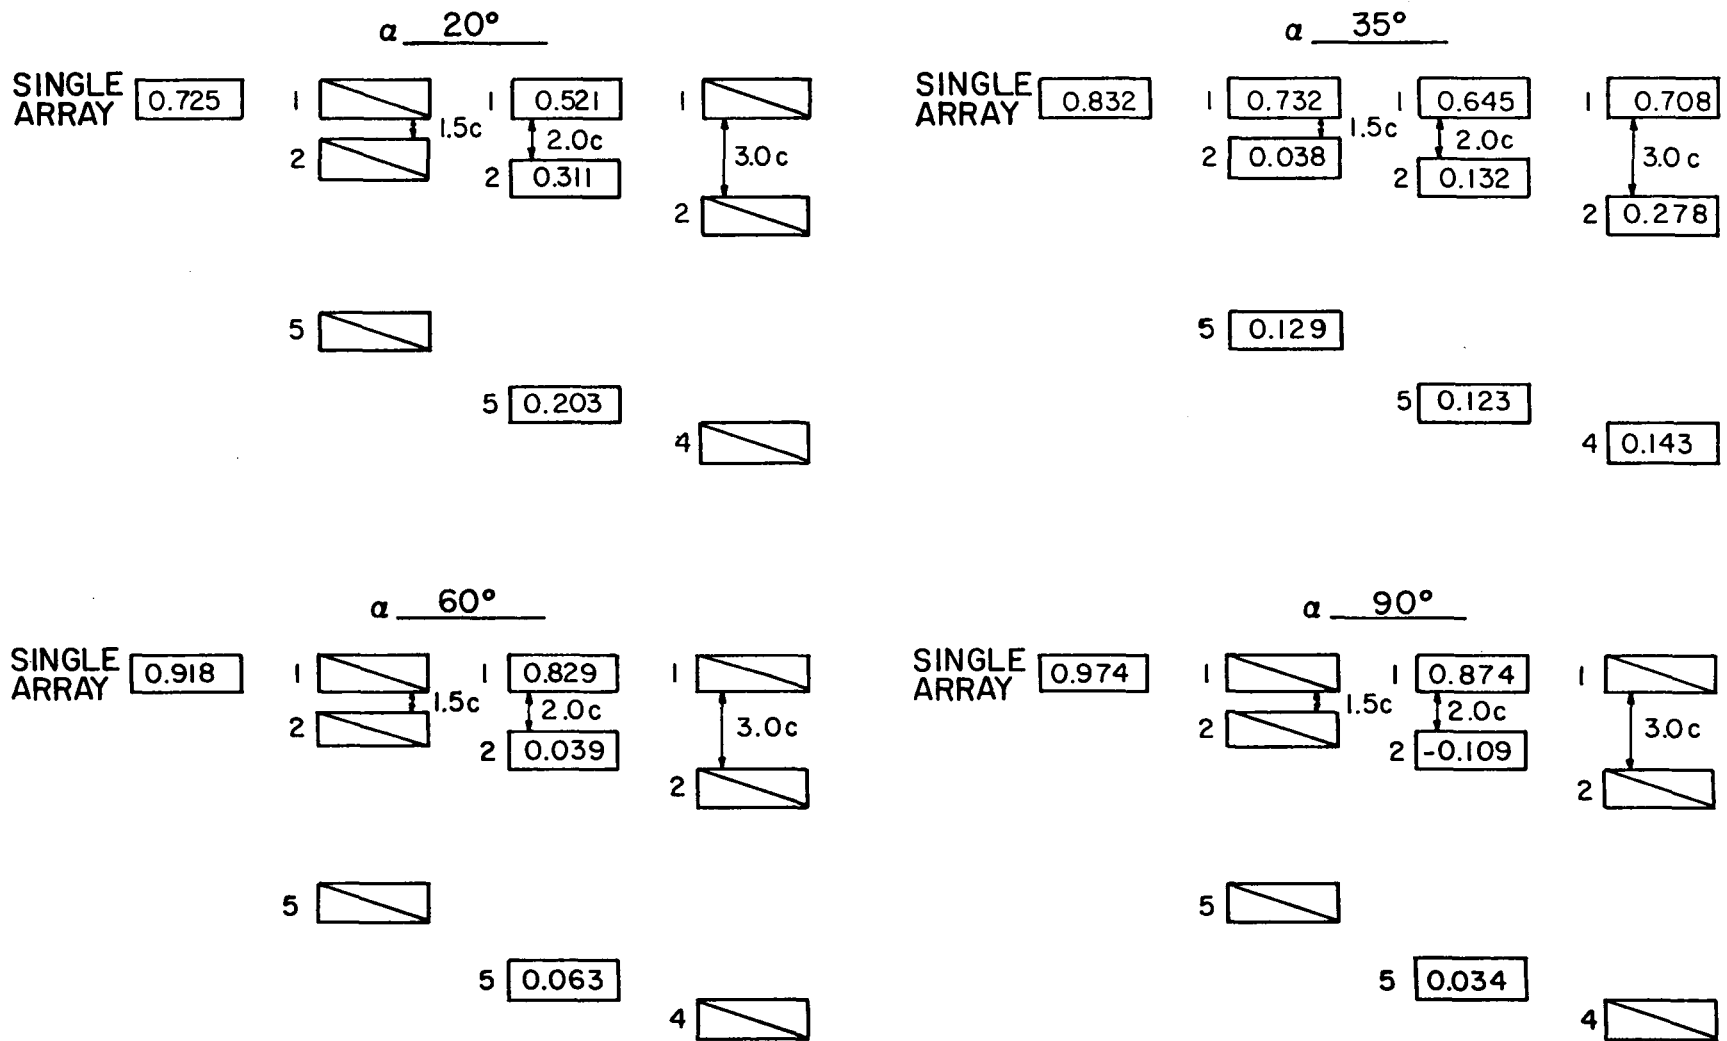 α 20°
SINGLE ARRAY 0.725
1
1.5c
2
5
1 0.521
2.0c
2 0.311
5 0.203
1
3.0c
2
4
α 35°
SINGLE ARRAY 0.832
1 0.732
1.5c
2 0.038
5 0.129
1 0.645
2.0c
2 0.132
5 0.123
1 0.708
3.0c
2 0.278
4 0.143
α 60°
SINGLE ARRAY 0.918
1
1.5c
2
5
1 0.829
2.0c
2 0.039
5 0.063
1
3.0c
2
4
α 90°
SINGLE ARRAY 0.974
1
1.5c
2
5
1 0.874
2.0c
2 -0.109
5 0.034
1
3.0c
2
4